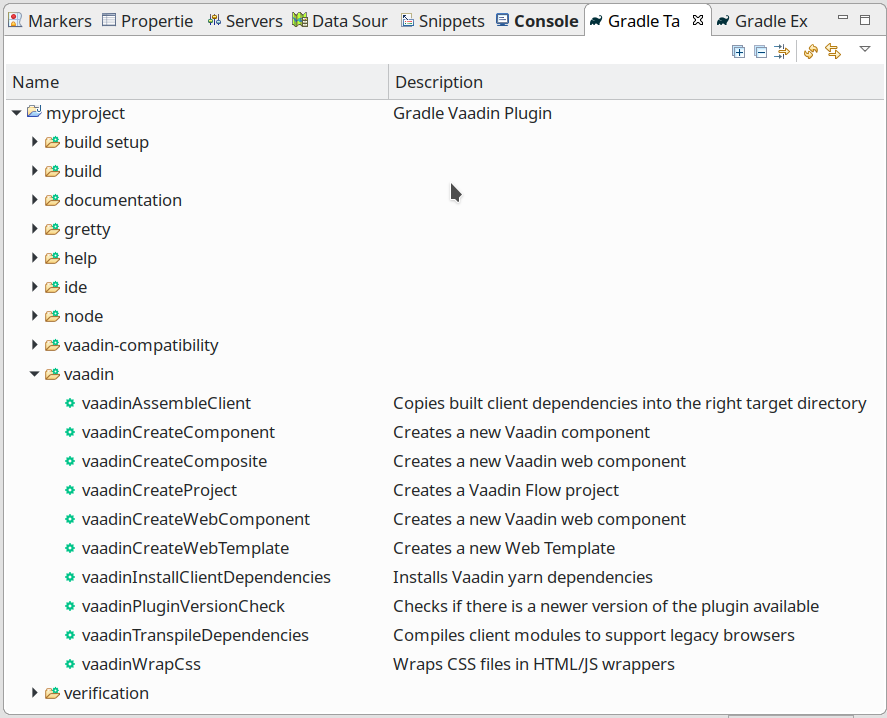 Markers Propertie Servers Data Sour Snippets Console Gradle Ta Gradle Ex
Name Description
myproject Gradle Vaadin Plugin
build setup
build
documentation
gretty
help
ide
node
vaadin-compatibility
vaadin
vaadinAssembleClient Copies built client dependencies into the right target directory
vaadinCreateComponent Creates a new Vaadin component
vaadinCreateComposite Creates a new Vaadin web component
vaadinCreateProject Creates a Vaadin Flow project
vaadinCreateWebComponent Creates a new Vaadin web component
vaadinCreateWebTemplate Creates a new Web Template
vaadinInstallClientDependencies Installs Vaadin yarn dependencies
vaadinPluginVersionCheck Checks if there is a newer version of the plugin available
vaadinTranspileDependencies Compiles client modules to support legacy browsers
vaadinWrapCss Wraps CSS files in HTML/JS wrappers
verification